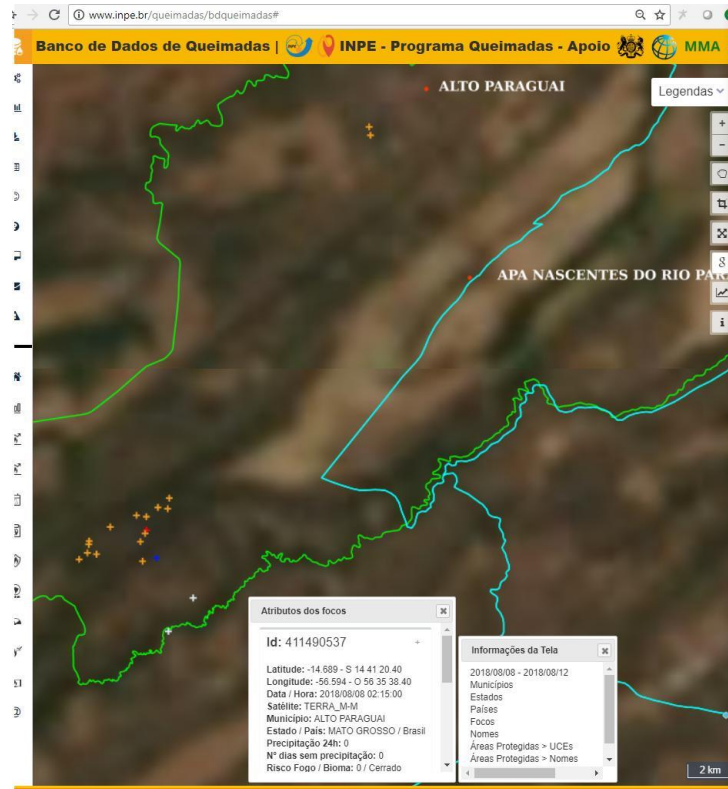 www.inpe.br/queimadas/bdqueimadas#
Banco de Dados de Queimadas | INPE - Programa Queimadas - Apoio MMA
ALTO PARAGUAI
Legendas
APA NASCENTES DO RIO PAR
Atributos dos focos
Id: 411490537
Latitude: -14.689 - S 14 41 20.40
Longitude: -56.594 - O 56 35 38.40
Data / Hora: 2018/08/08 02:15:00
Satélite: TERRA_M-M
Município: ALTO PARAGUAI
Estado / País: MATO GROSSO / Brasil
Precipitação 24h: 0
N° dias sem precipitação: 0
Risco Fogo / Bioma: 0 / Cerrado
Informações da Tela
2018/08/08 - 2018/08/12
Municípios
Estados
Países
Focos
Nomes
Áreas Protegidas > UCEs
Áreas Protegidas > Nomes
2 km